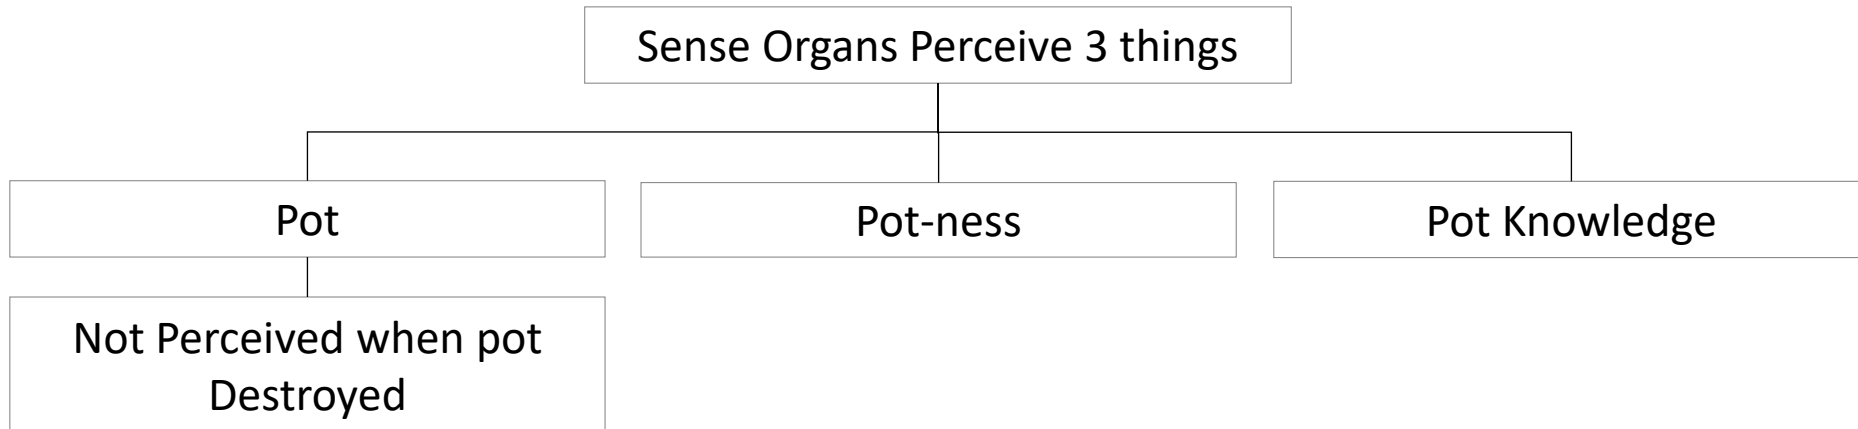 Sense Organs Perceive 3 things
Pot
Pot-ness
Pot Knowledge
Not Perceived when pot
Destroyed